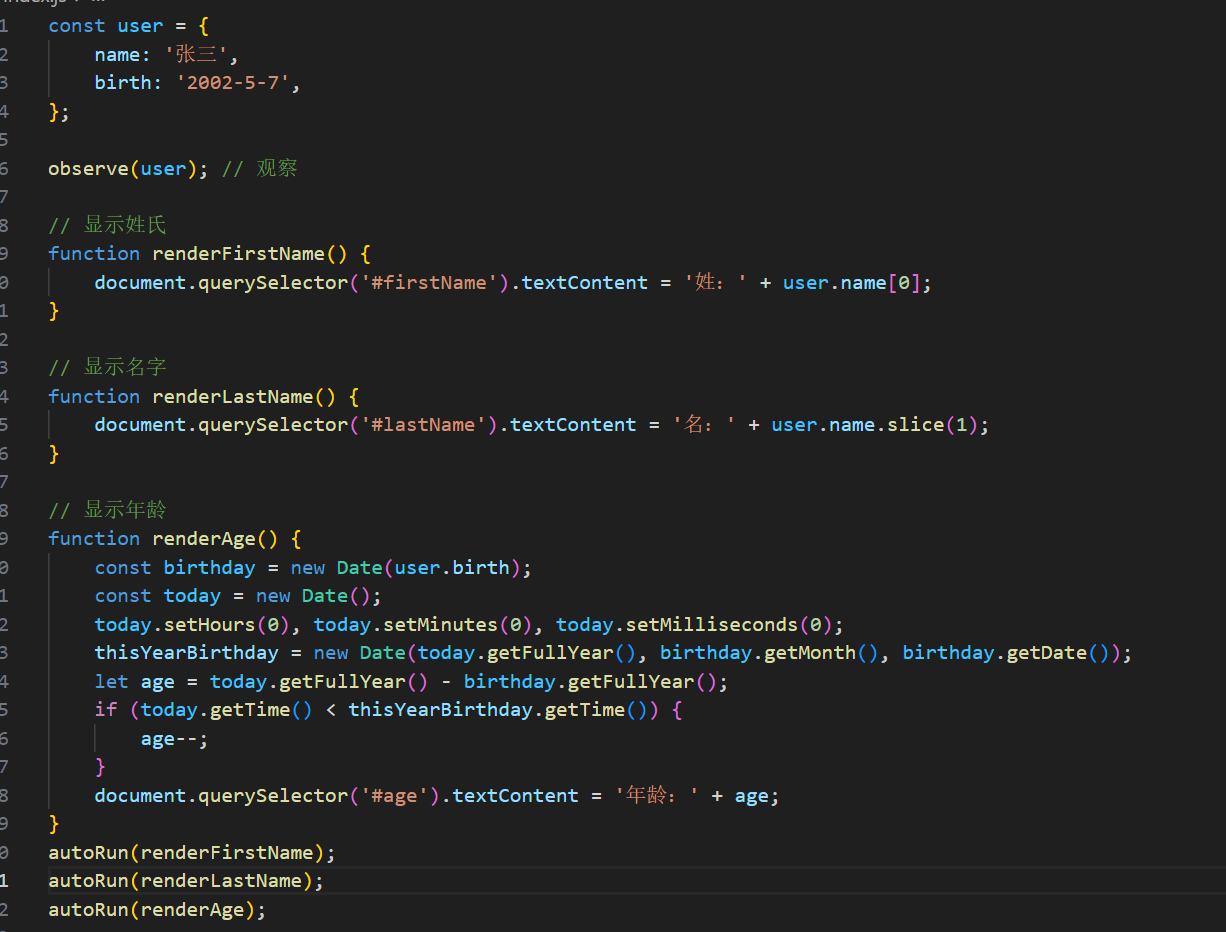 1 const user = {
2 name: '张三',
3 birth: '2002-5-7',
4 };
5
6 observe(user); // 观察
7
8 // 显示姓氏
9 function renderFirstName() {
0 document.querySelector('#firstName').textContent = '姓：' + user.name[0];
1 }
2
3 // 显示名字
4 function renderLastName() {
5 document.querySelector('#lastName').textContent = '名：' + user.name.slice(1);
6 }
7
8 // 显示年龄
9 function renderAge() {
0 const birthday = new Date(user.birth);
1 const today = new Date();
2 today.setHours(0), today.setMinutes(0), today.setMilliseconds(0);
3 thisYearBirthday = new Date(today.getFullYear(), birthday.getMonth(), birthday.getDate());
4 let age = today.getFullYear() - birthday.getFullYear();
5 if (today.getTime() < thisYearBirthday.getTime()) {
6 age--;
7 }
8 document.querySelector('#age').textContent = '年龄：' + age;
9 }
0 autoRun(renderFirstName);
1 autoRun(renderLastName);
2 autoRun(renderAge);